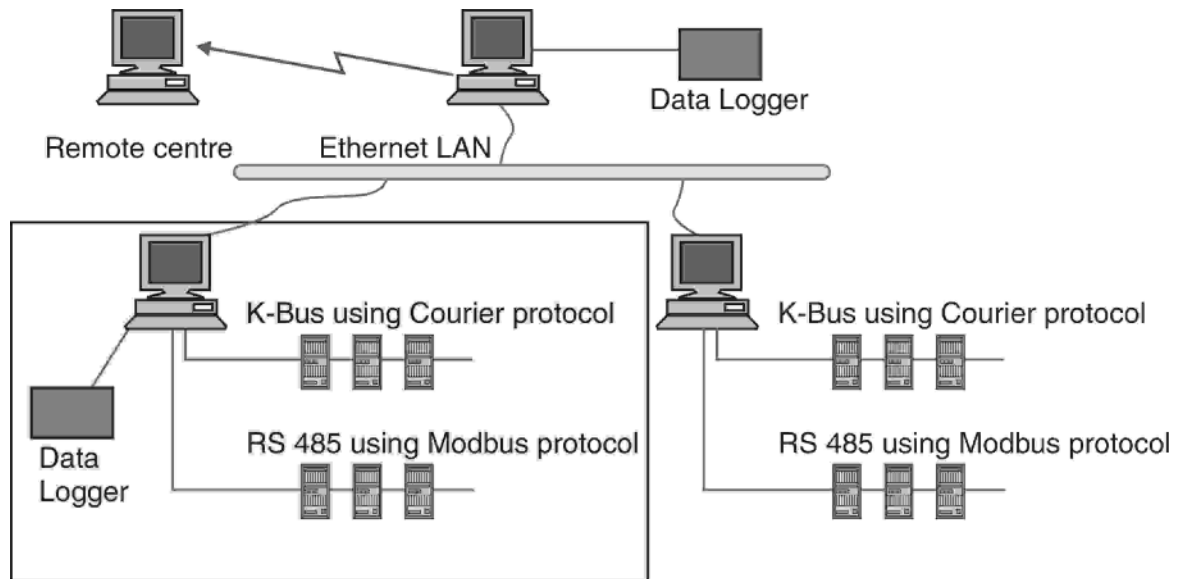 Data Logger
Remote centre
Ethernet LAN
K-Bus using Courier protocol
K-Bus using Courier protocol
RS 485 using Modbus protocol
RS 485 using Modbus protocol
Data
Logger